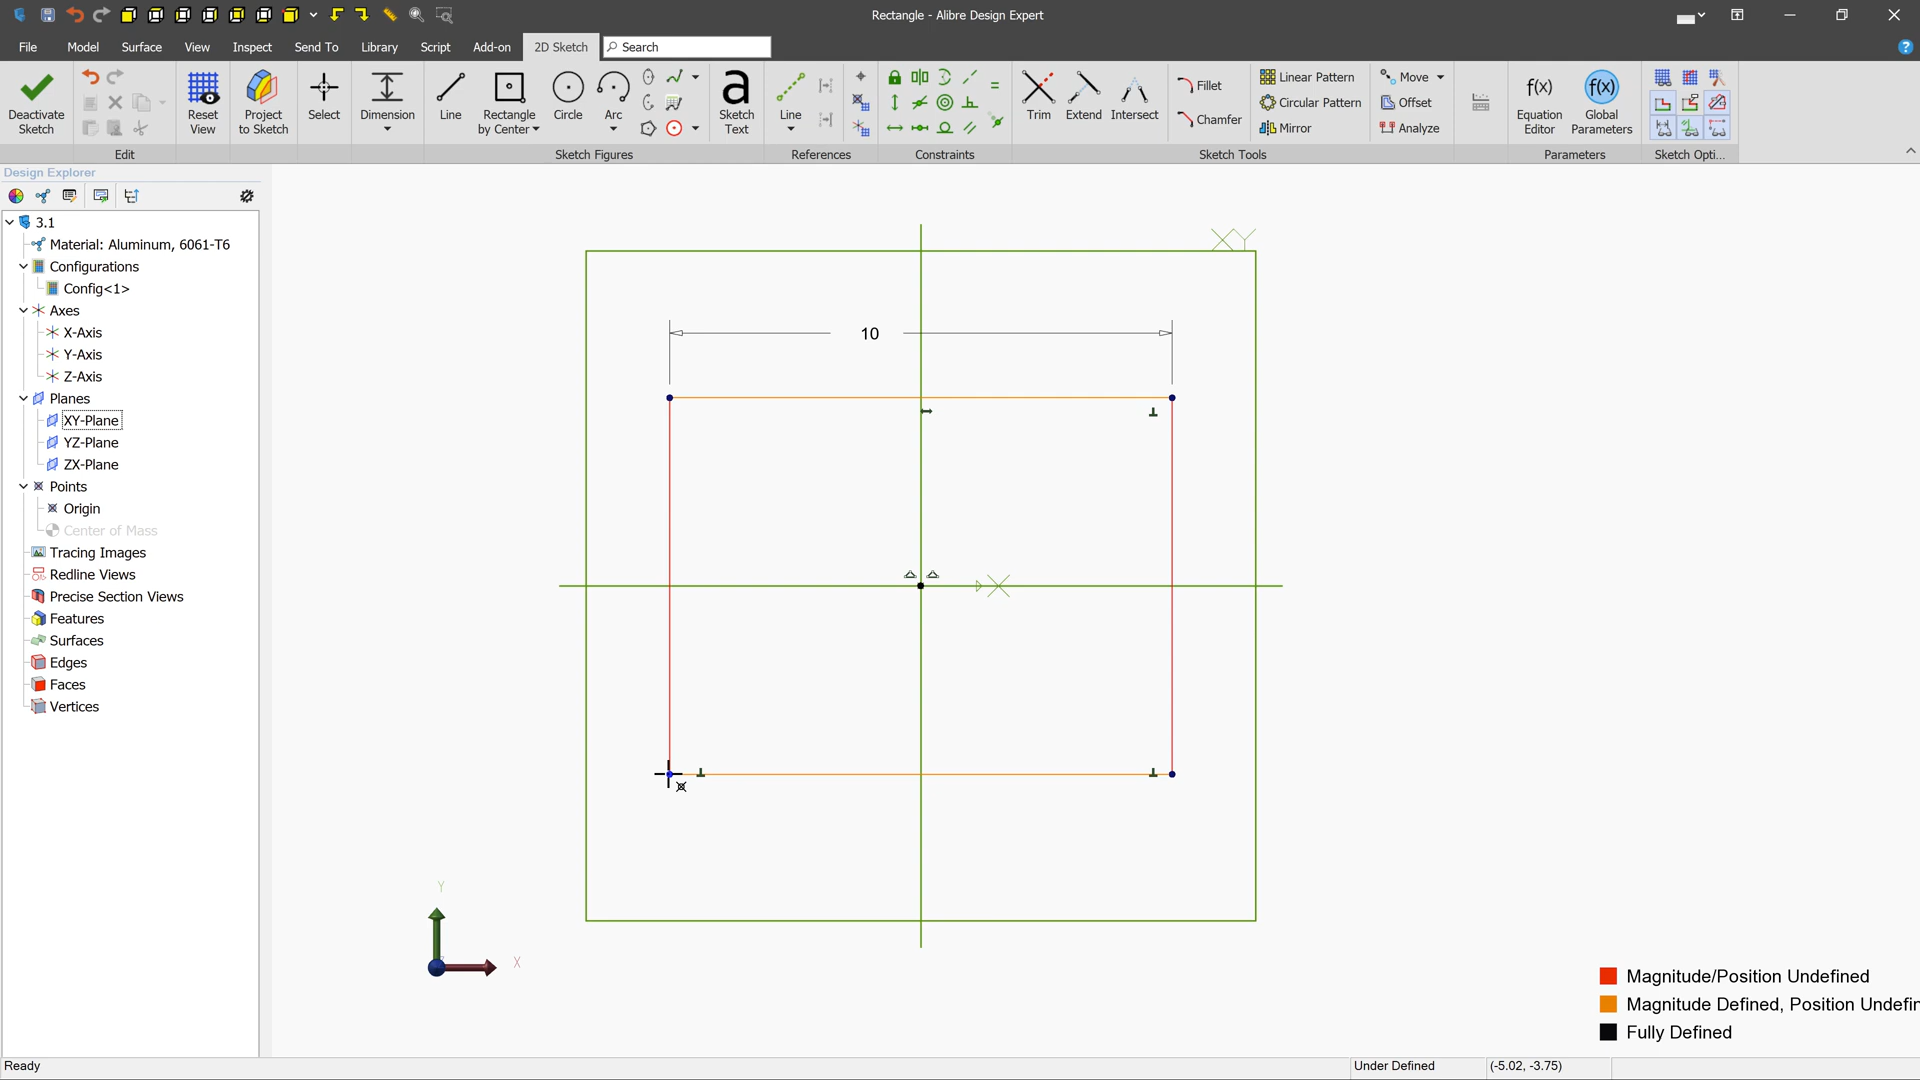 Rectangle - Alibre Design Expert
File Model Surface View Inspect Send To Library Script Add-on 2D Sketch Search
Deactivate Sketch
Reset View
Project to Sketch
Select
Dimension
Line
Rectangle by Center
Circle
Arc
Sketch Text
Line
Trim
Extend
Intersect
Fillet
Chamfer
Linear Pattern
Circular Pattern
Mirror
Move
Offset
Analyze
f(x) Equation Editor
f(x) Global Parameters
Edit Sketch Figures References Constraints Sketch Tools Parameters Sketch Opti...
Design Explorer
3.1
Material: Aluminum, 6061-T6
Configurations
Config<1>
Axes
X-Axis
Y-Axis
Z-Axis
Planes
XY-Plane
YZ-Plane
ZX-Plane
Points
Origin
Center of Mass
Tracing Images
Redline Views
Precise Section Views
Features
Surfaces
Edges
Faces
Vertices
XY
10
X
Y
X
Magnitude/Position Undefined
Magnitude Defined, Position Undefin
Fully Defined
Ready Under Defined (-5.02, -3.75)